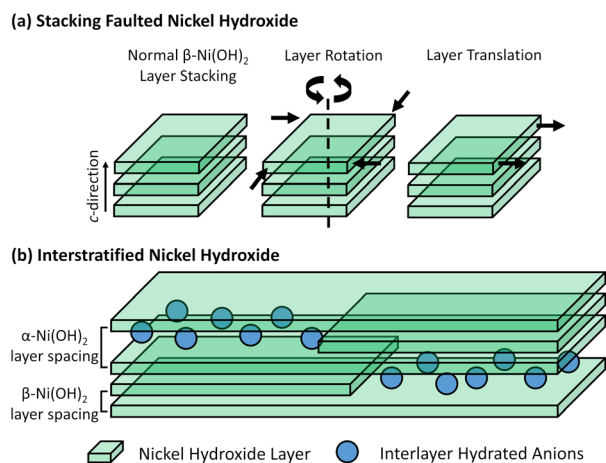 (a) Stacking Faulted Nickel Hydroxide
Normal β-Ni(OH)₂
Layer Stacking
Layer Rotation
Layer Translation
c-direction
(b) Interstratified Nickel Hydroxide
α-Ni(OH)₂
layer spacing
β-Ni(OH)₂
layer spacing
Nickel Hydroxide Layer
Interlayer Hydrated Anions